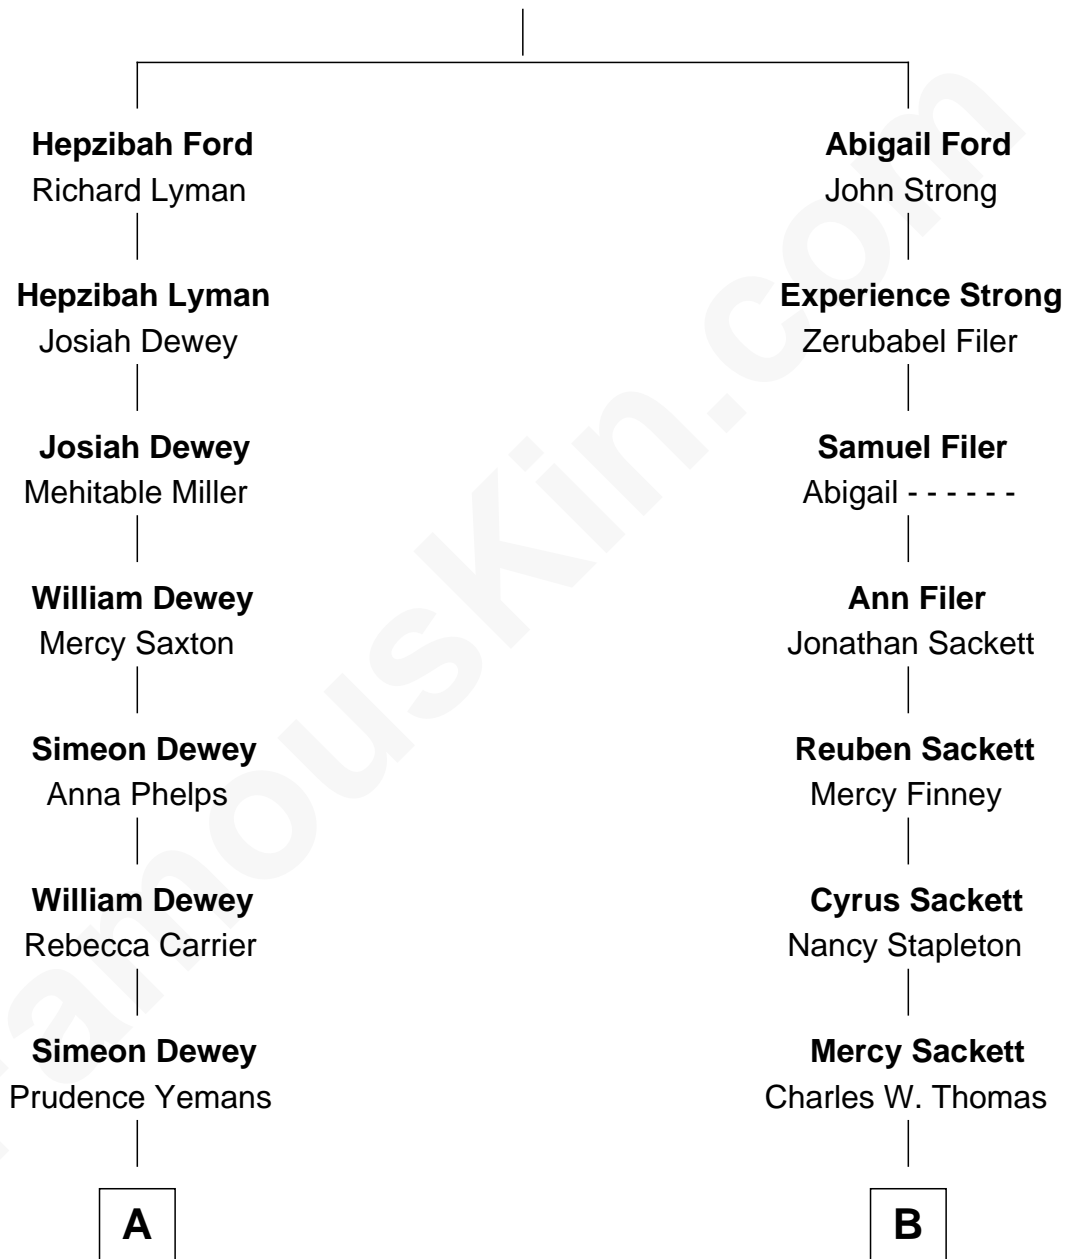 Hepzibah Ford
Richard Lyman
Hepzibah Lyman
Josiah Dewey
Josiah Dewey
Mehitable Miller
William Dewey
Mercy Saxton
Simeon Dewey
Anna Phelps
William Dewey
Rebecca Carrier
Simeon Dewey
Prudence Yemans
A
Abigail Ford
John Strong
Experience Strong
Zerubabel Filer
Samuel Filer
Abigail - - - - - -
Ann Filer
Jonathan Sackett
Reuben Sackett
Mercy Finney
Cyrus Sackett
Nancy Stapleton
Mercy Sackett
Charles W. Thomas
B
FamousKin.com